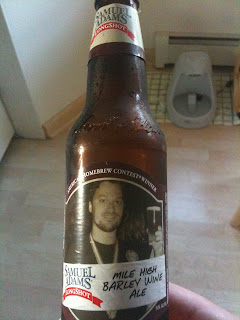 SAMUEL
ADAMS
LONGSHOT
HOMEBREW CONTEST WINNER
SAMUEL
ADAMS
LONGSHOT
MILE HIGH
BARLEY WINE
ALE